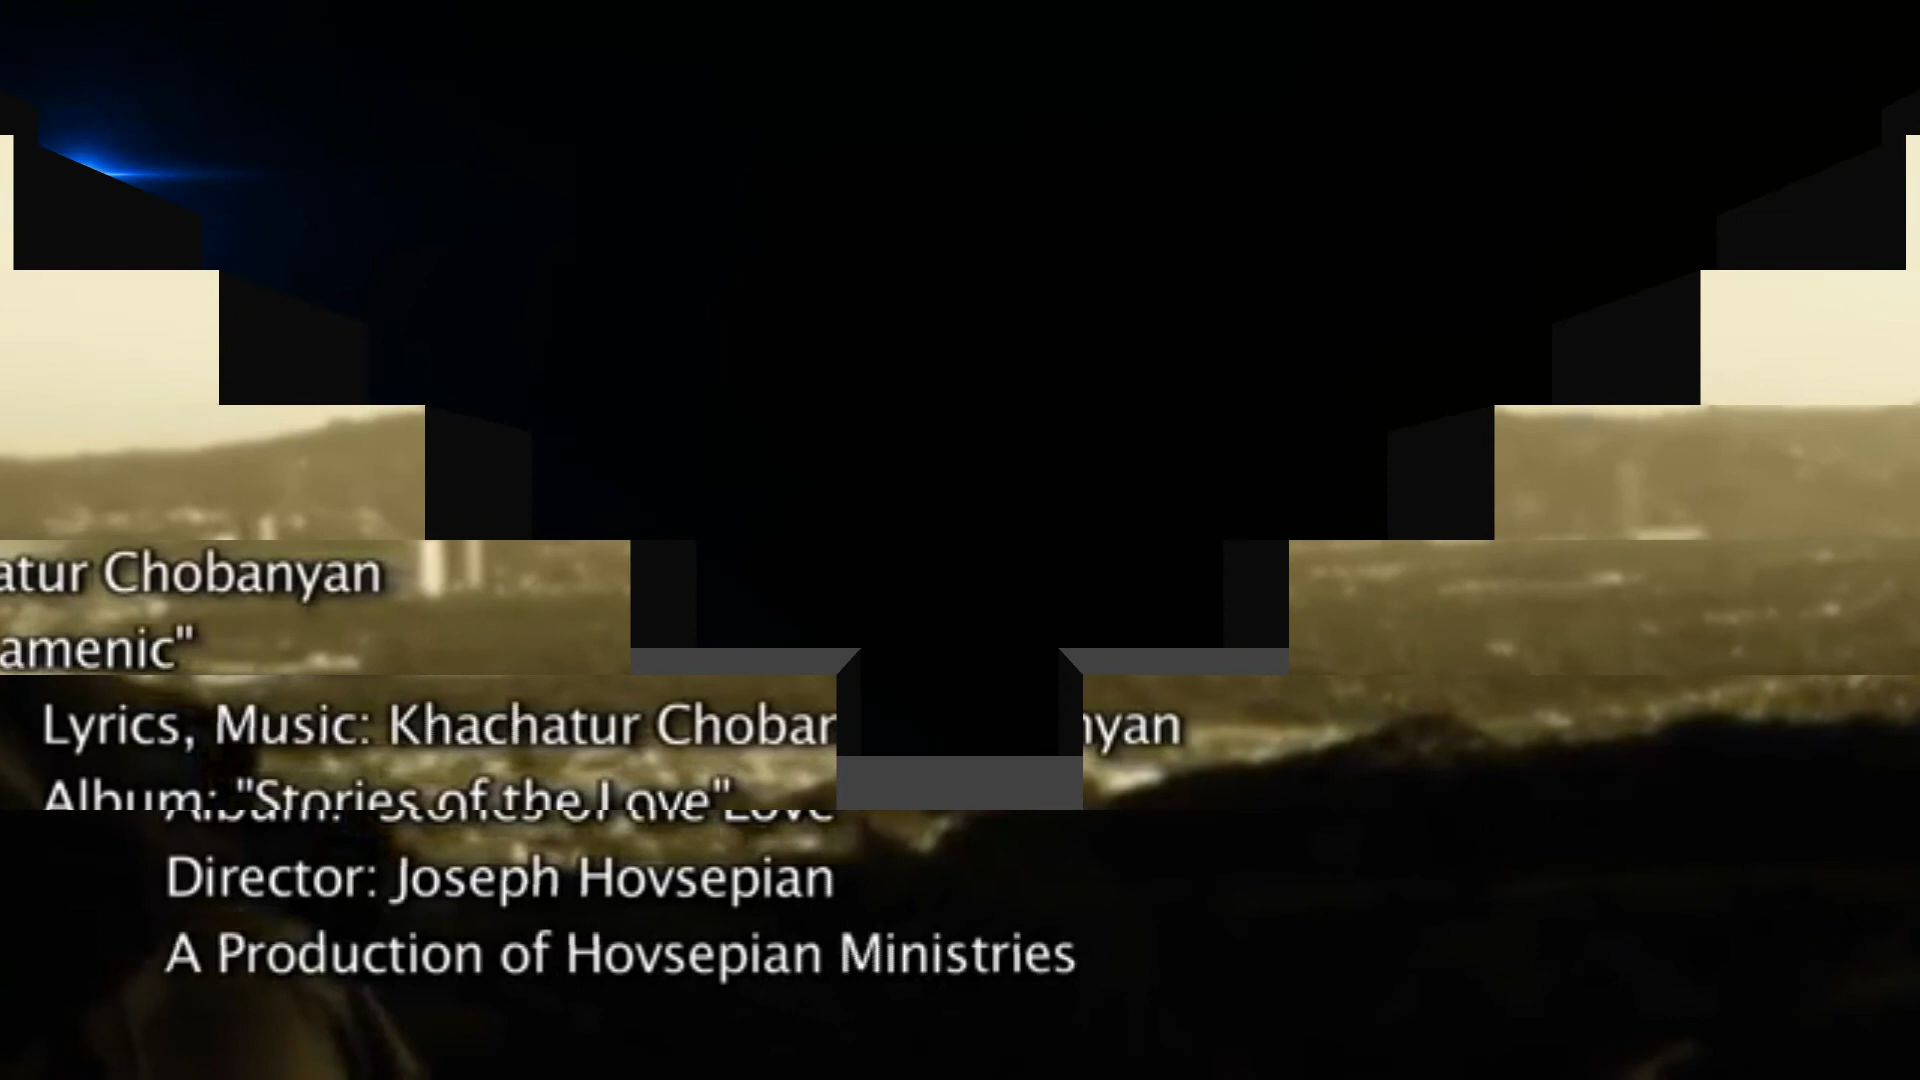 atur Chobanyan
amenic"
Lyrics, Music: Khachatur Chobar nyan
Album: "Stories of the Love" Love
Director: Joseph Hovsepian
A Production of Hovsepian Ministries